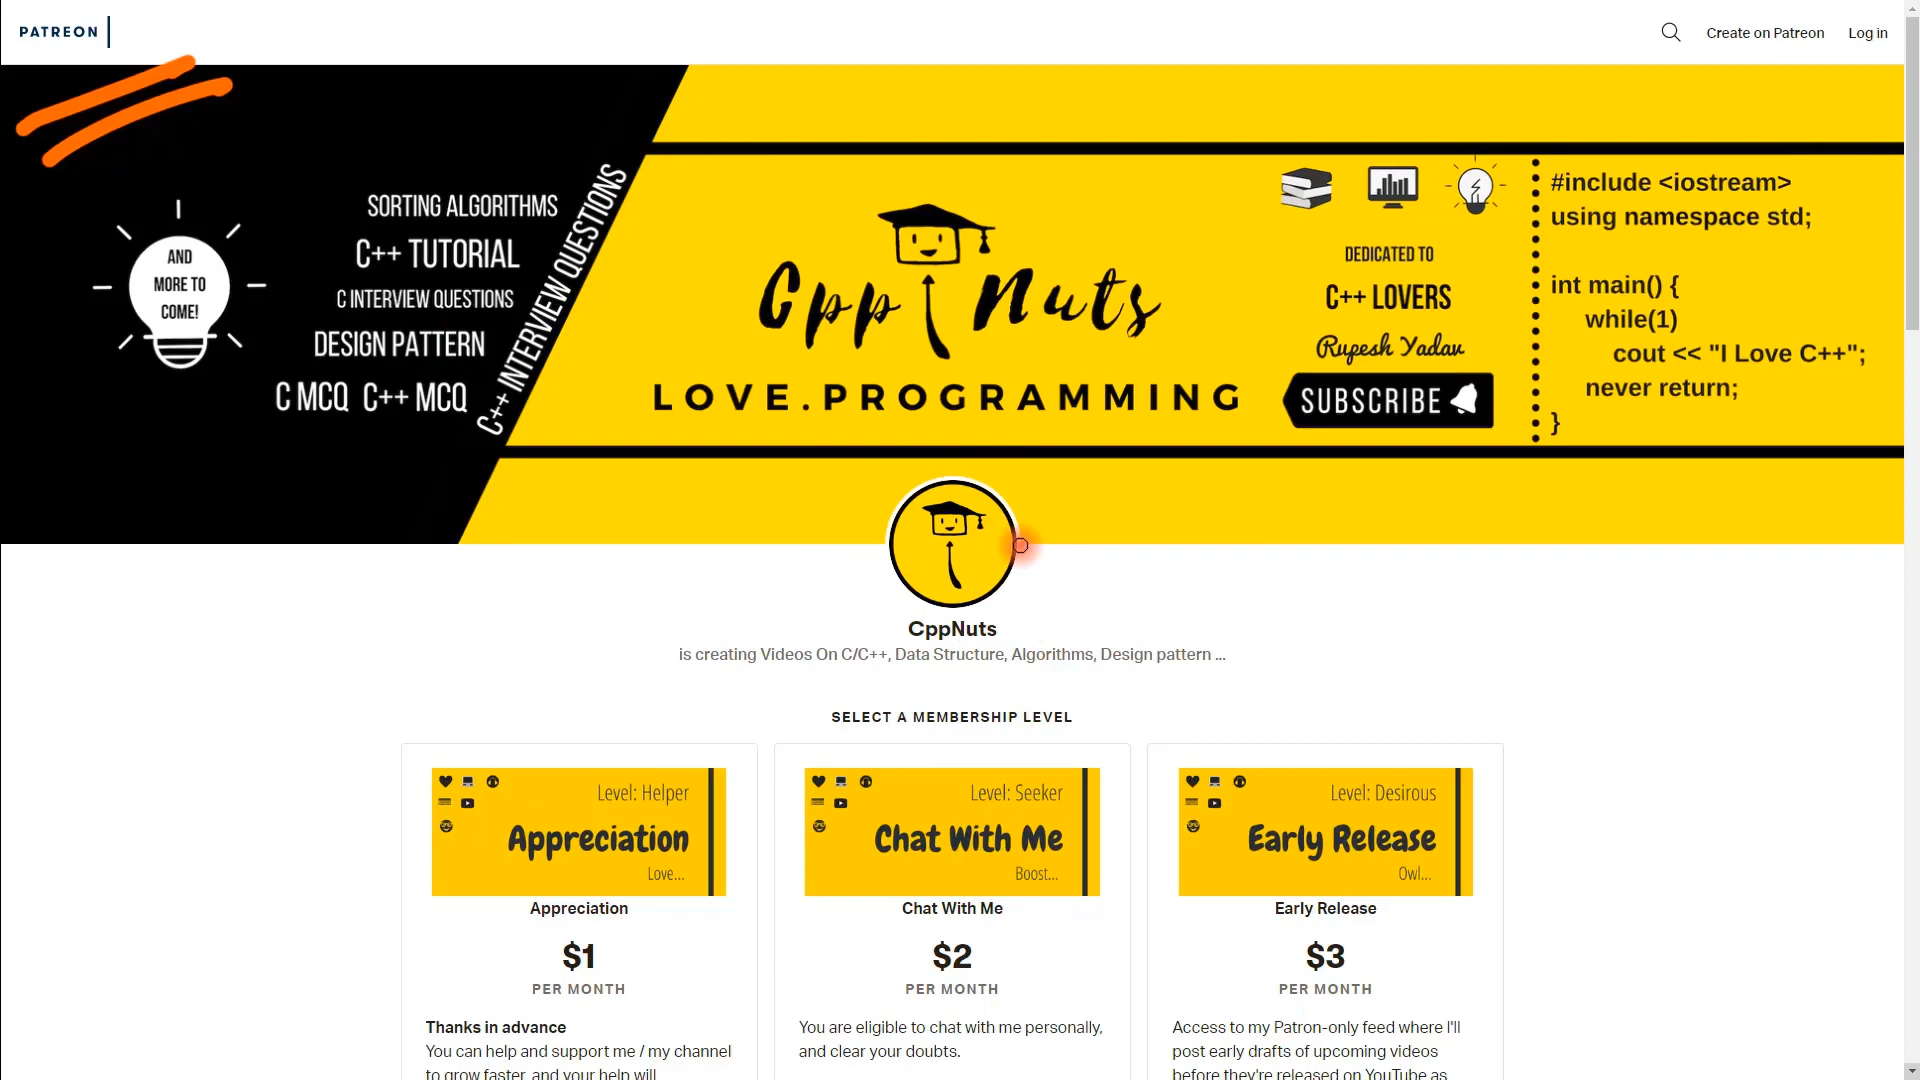 PATREON
Create on Patreon
Log in
AND
MORE TO
COME!
SORTING ALGORITHMS
C++ TUTORIAL
C INTERVIEW QUESTIONS
DESIGN PATTERN
C MCQ C++ MCQ
C++ INTERVIEW QUESTIONS
Cpp Nuts
LOVE.PROGRAMMING
DEDICATED TO
C++ LOVERS
Rupesh Yadav
SUBSCRIBE
#include <iostream>
using namespace std;
int main() {
while(1)
cout << "I Love C++";
never return;
}
CppNuts
is creating Videos On C/C++, Data Structure, Algorithms, Design pattern ...
SELECT A MEMBERSHIP LEVEL
Level: Helper
Appreciation
Love...
Appreciation
$1
PER MONTH
Thanks in advance
You can help and support me / my channel
to grow faster, and your help will
Level: Seeker
Chat With Me
Boost...
Chat With Me
$2
PER MONTH
You are eligible to chat with me personally,
and clear your doubts.
Level: Desirous
Early Release
Owl...
Early Release
$3
PER MONTH
Access to my Patron-only feed where I'll
post early drafts of upcoming videos
before they're released on YouTube as